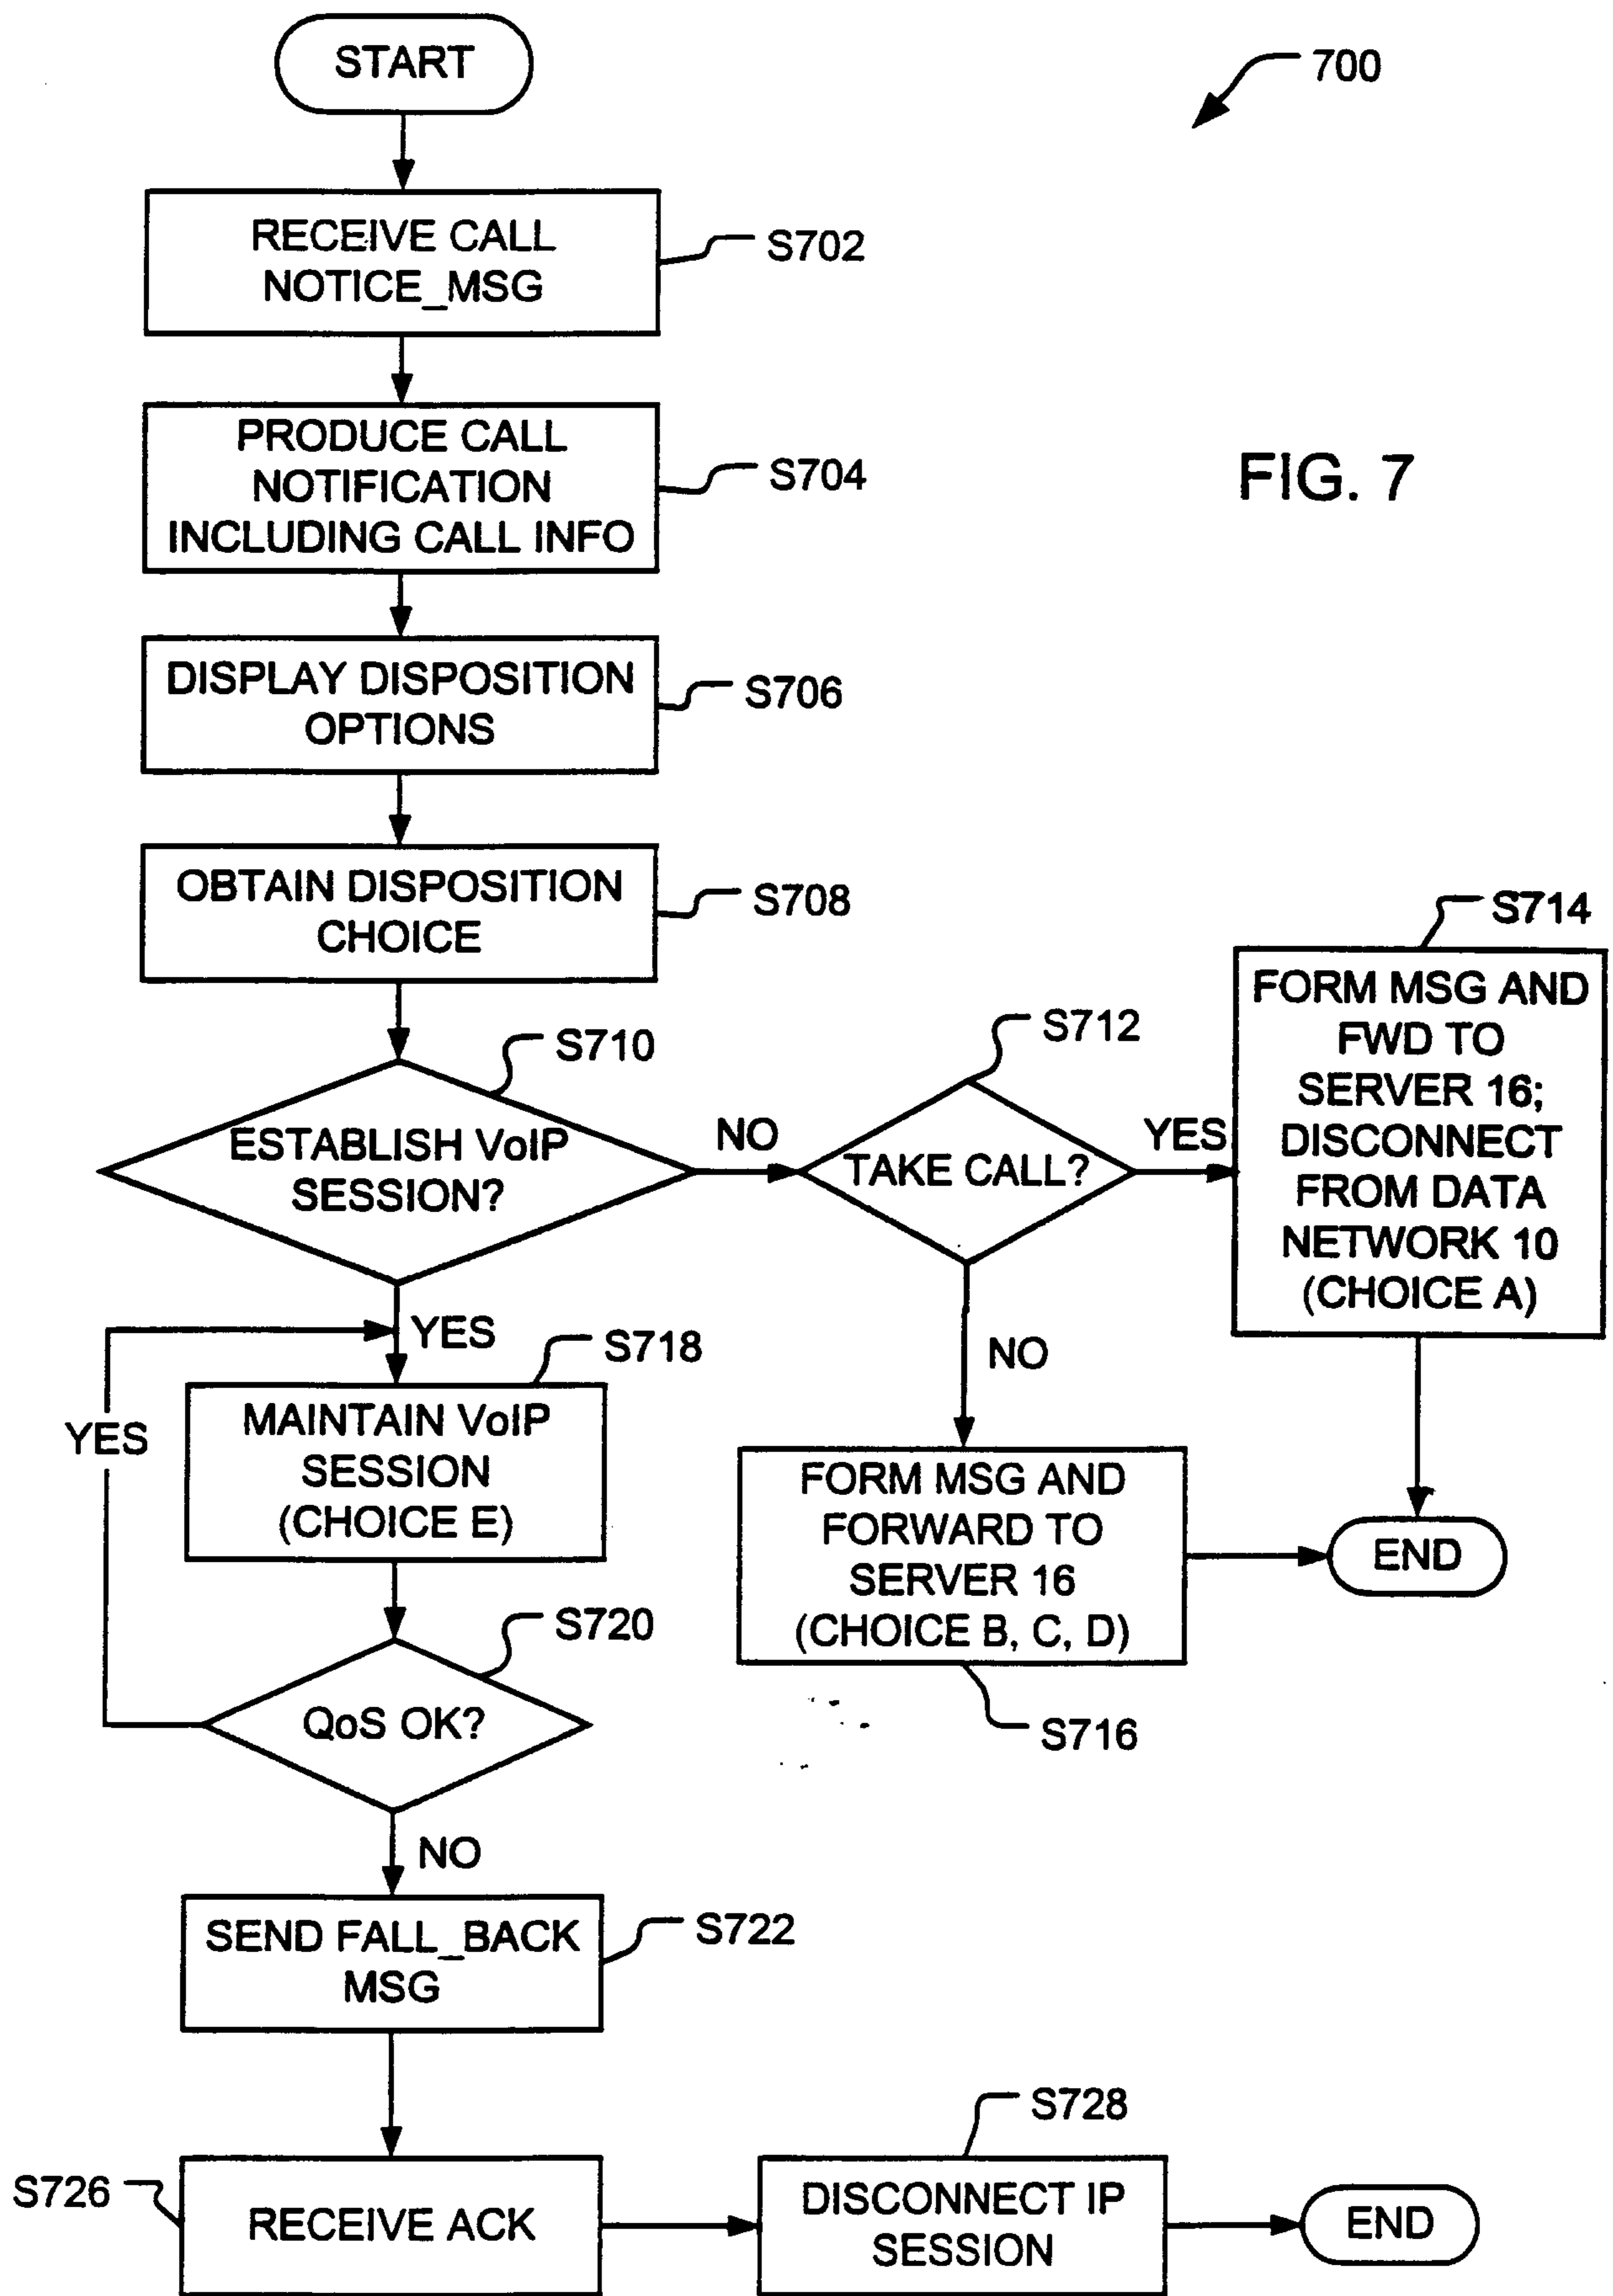 START
700
RECEIVE CALL
NOTICE_MSG
S702
PRODUCE CALL
NOTIFICATION
INCLUDING CALL INFO
S704
FIG. 7
DISPLAY DISPOSITION
OPTIONS
S706
OBTAIN DISPOSITION
CHOICE
S708
S710
ESTABLISH VoIP
SESSION?
NO
S712
TAKE CALL?
YES
S714
FORM MSG AND
FWD TO
SERVER 16;
DISCONNECT
FROM DATA
NETWORK 10
(CHOICE A)
YES
S718
MAINTAIN VoIP
SESSION
(CHOICE E)
YES
NO
FORM MSG AND
FORWARD TO
SERVER 16
(CHOICE B, C, D)
S716
END
S720
QoS OK?
NO
SEND FALL_BACK
MSG
S722
S726
RECEIVE ACK
S728
DISCONNECT IP
SESSION
END